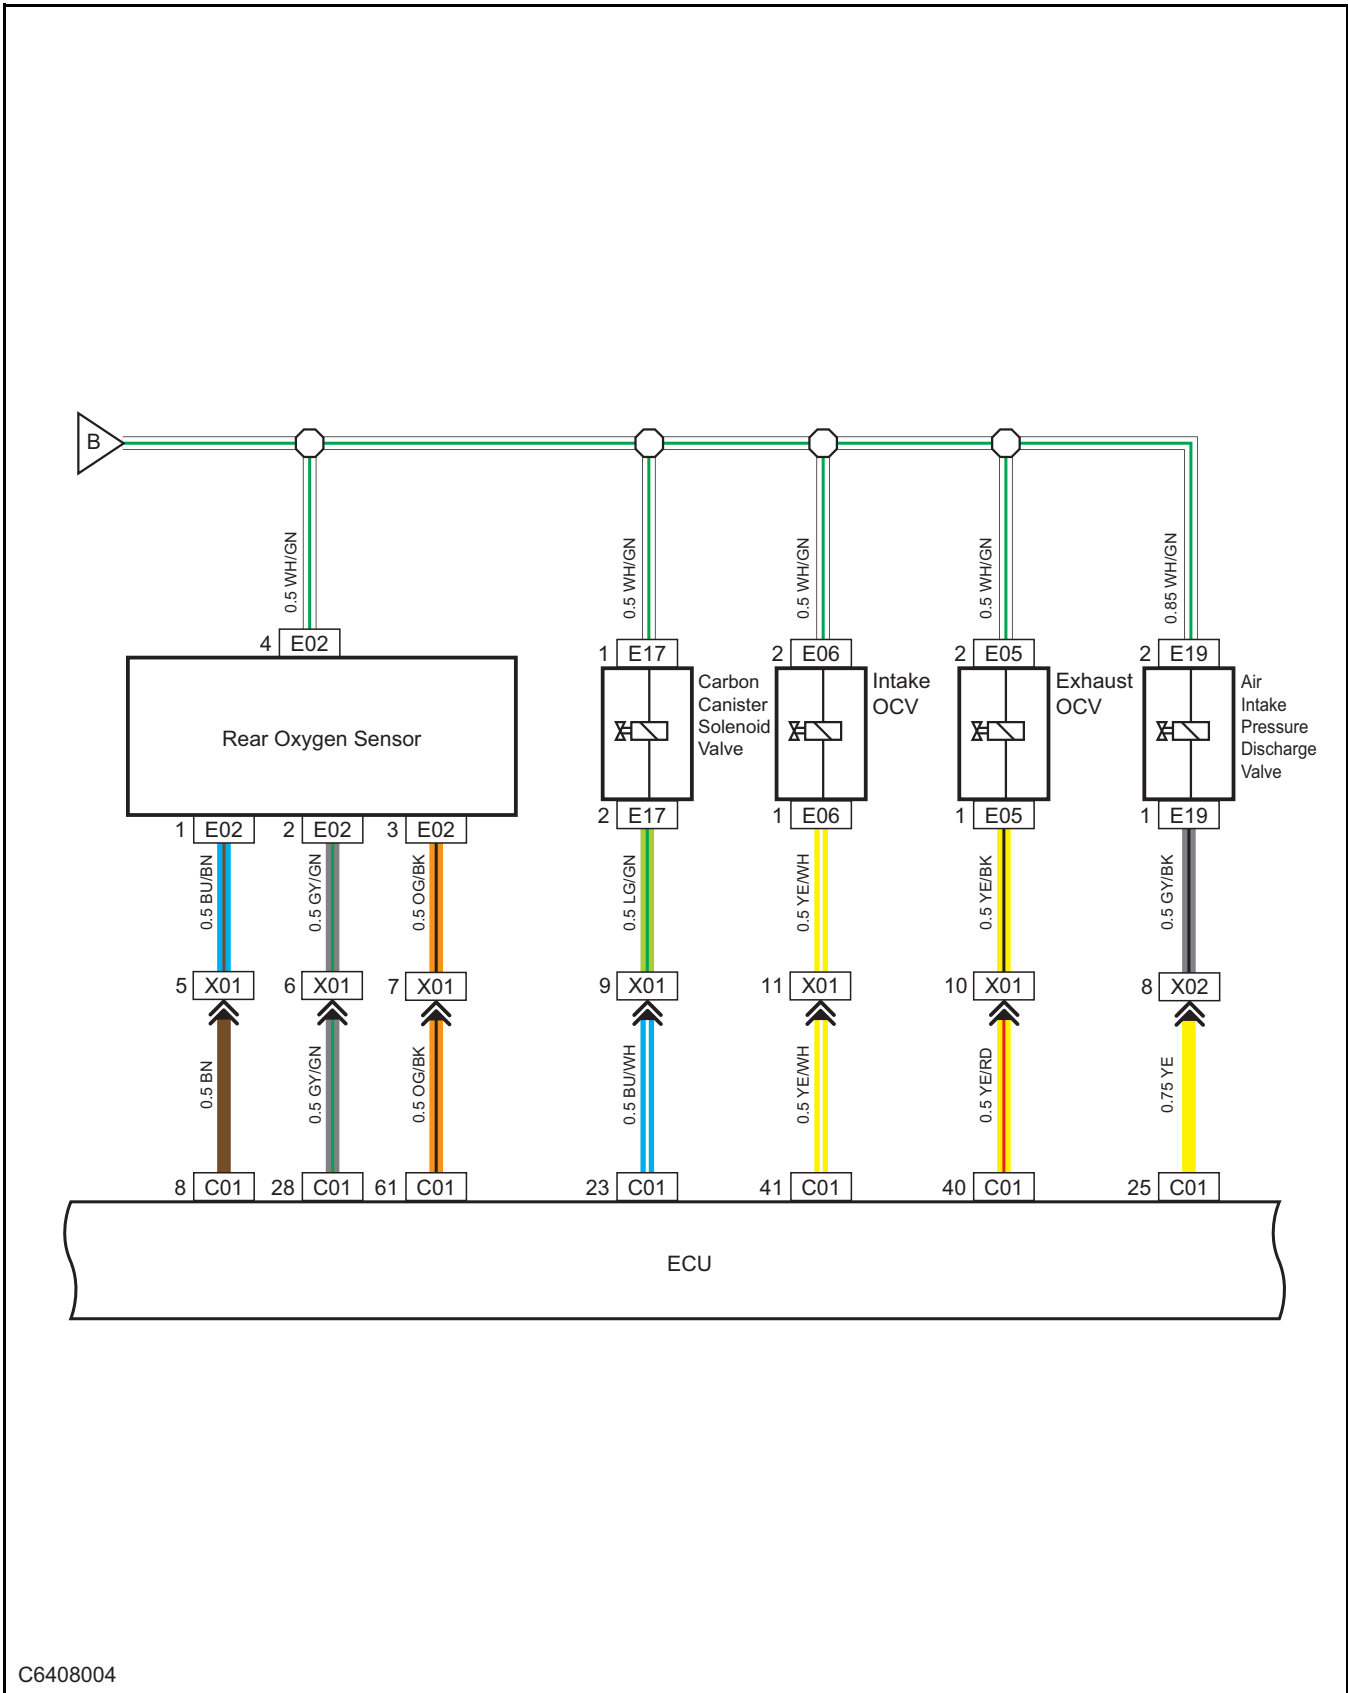 B
0.5 WH/GN
0.5 WH/GN
0.5 WH/GN
0.5 WH/GN
0.85 WH/GN
4 E02
1 E17
2 E06
2 E05
2 E19
Rear Oxygen Sensor
Carbon
Canister
Solenoid
Valve
Intake
OCV
Exhaust
OCV
Air
Intake
Pressure
Discharge
Valve
1 E02
2 E02
3 E02
2 E17
1 E06
1 E05
1 E19
0.5 BU/BN
0.5 GY/GN
0.5 OG/BK
0.5 LG/GN
0.5 YE/WH
0.5 YE/BK
0.5 GY/BK
5 X01
6 X01
7 X01
9 X01
11 X01
10 X01
8 X02
0.5 BN
0.5 GY/GN
0.5 OG/BK
0.5 BU/WH
0.5 YE/WH
0.5 YE/RD
0.75 YE
8 C01
28 C01
61 C01
23 C01
41 C01
40 C01
25 C01
ECU
C6408004